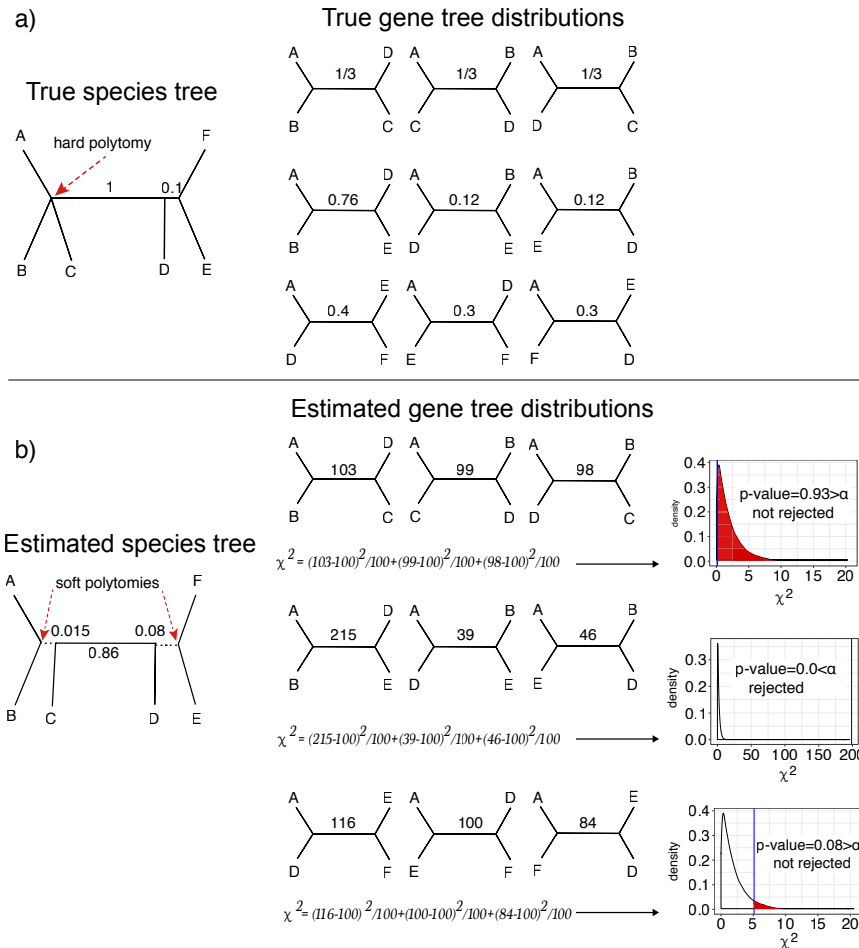 a)
True gene tree distributions
True species tree
A
F
hard polytomy
1
0.1
B
C
D
E
A D
1/3
B C
A B
1/3
C D
A B
1/3
D C
A D
0.76
B E
A B
0.12
D E
A B
0.12
E D
A E
0.4
D F
A D
0.3
E F
A E
0.3
F D
Estimated gene tree distributions
b)
Estimated species tree
A
F
soft polytomies
0.015
0.08
0.86
B
C
D
E
A D
103
B C
A B
99
C D
A B
98
D C
χ² = (103-100)²/100+(99-100)²/100+(98-100)²/100
0.4
0.3
0.2
0.1
0.0
density
p-value=0.93>α
not rejected
0 5 10 15 20
χ²
A D
215
B E
A B
39
D E
A B
46
E D
χ² = (215-100)²/100+(39-100)²/100+(46-100)²/100
0.3
0.2
0.1
0.0
density
p-value=0.0<α
rejected
0 50 100 150 200
χ²
A E
116
D F
A D
100
E F
A E
84
F D
χ² = (116-100)²/100+(100-100)²/100+(84-100)²/100
0.4
0.3
0.2
0.1
0.0
density
p-value=0.08>α
not rejected
0 5 10 15 20
χ²